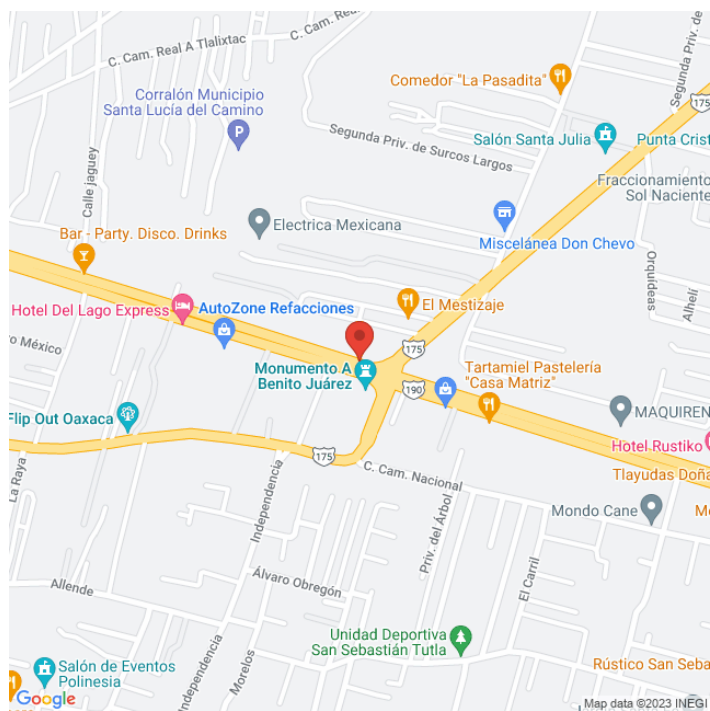 C. Cam. Real A Tlalixtac
C. Cam. Real
Segunda Priv. de
175
Comedor "La Pasadita"
Corralón Municipio
Santa Lucía del Camino
P
Segunda Priv. de Surcos Largos
Salón Santa Julia
Punta Crist
Calle jaguey
Fraccionamiento
Sol Naciente
Electrica Mexicana
Bar - Party. Disco. Drinks
Miscelánea Don Chevo
Orquideas
Alhelí
Hotel Del Lago Express
AutoZone Refacciones
El Mestizaje
o México
175
Monumento A
Benito Juárez
190
Tartamiel Pastelería
"Casa Matriz"
MAQUIREN
Flip Out Oaxaca
Hotel Rustiko
175
La Raya
Independencia
C. Cam. Nacional
Tlayudas Doña
Mondo Cane
Mo
Priv. del Árbol
El Carril
Álvaro Obregón
Allende
Independencia
Morelos
Unidad Deportiva
San Sebastián Tutla
Salón de Eventos
Polinesia
Rústico San Seba
Google
Map data ©2023 INEGI